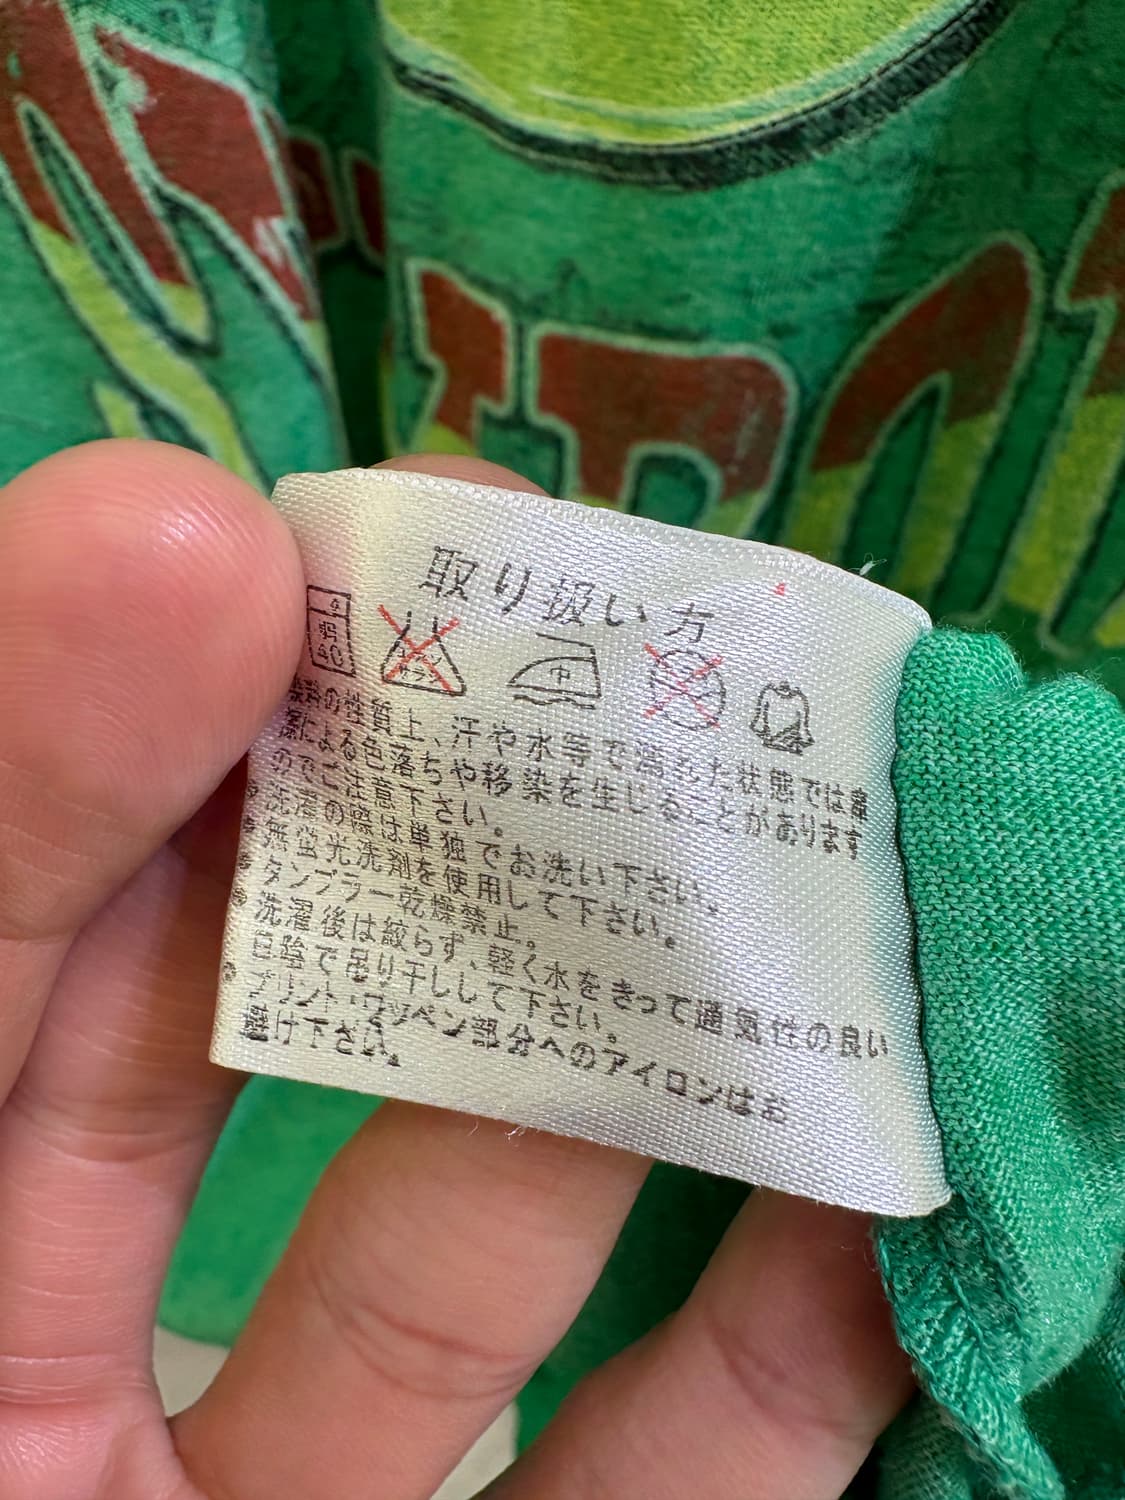 取り扱い方
弱
40
サラシ
中
の性質上、汗や水等で濡れた状態では摩
擦による色落ちや移染を生じることがあります
のでご注意下さい。
洗濯の際は単独でお洗い下さい。
無蛍光洗剤を使用して下さい。
タンブラー乾燥禁止。
洗濯後は絞らず、軽く水をきって通気性の良い
日陰で吊り干しして下さい。
プリント・ワッペン部分へのアイロンはお
避け下さい。